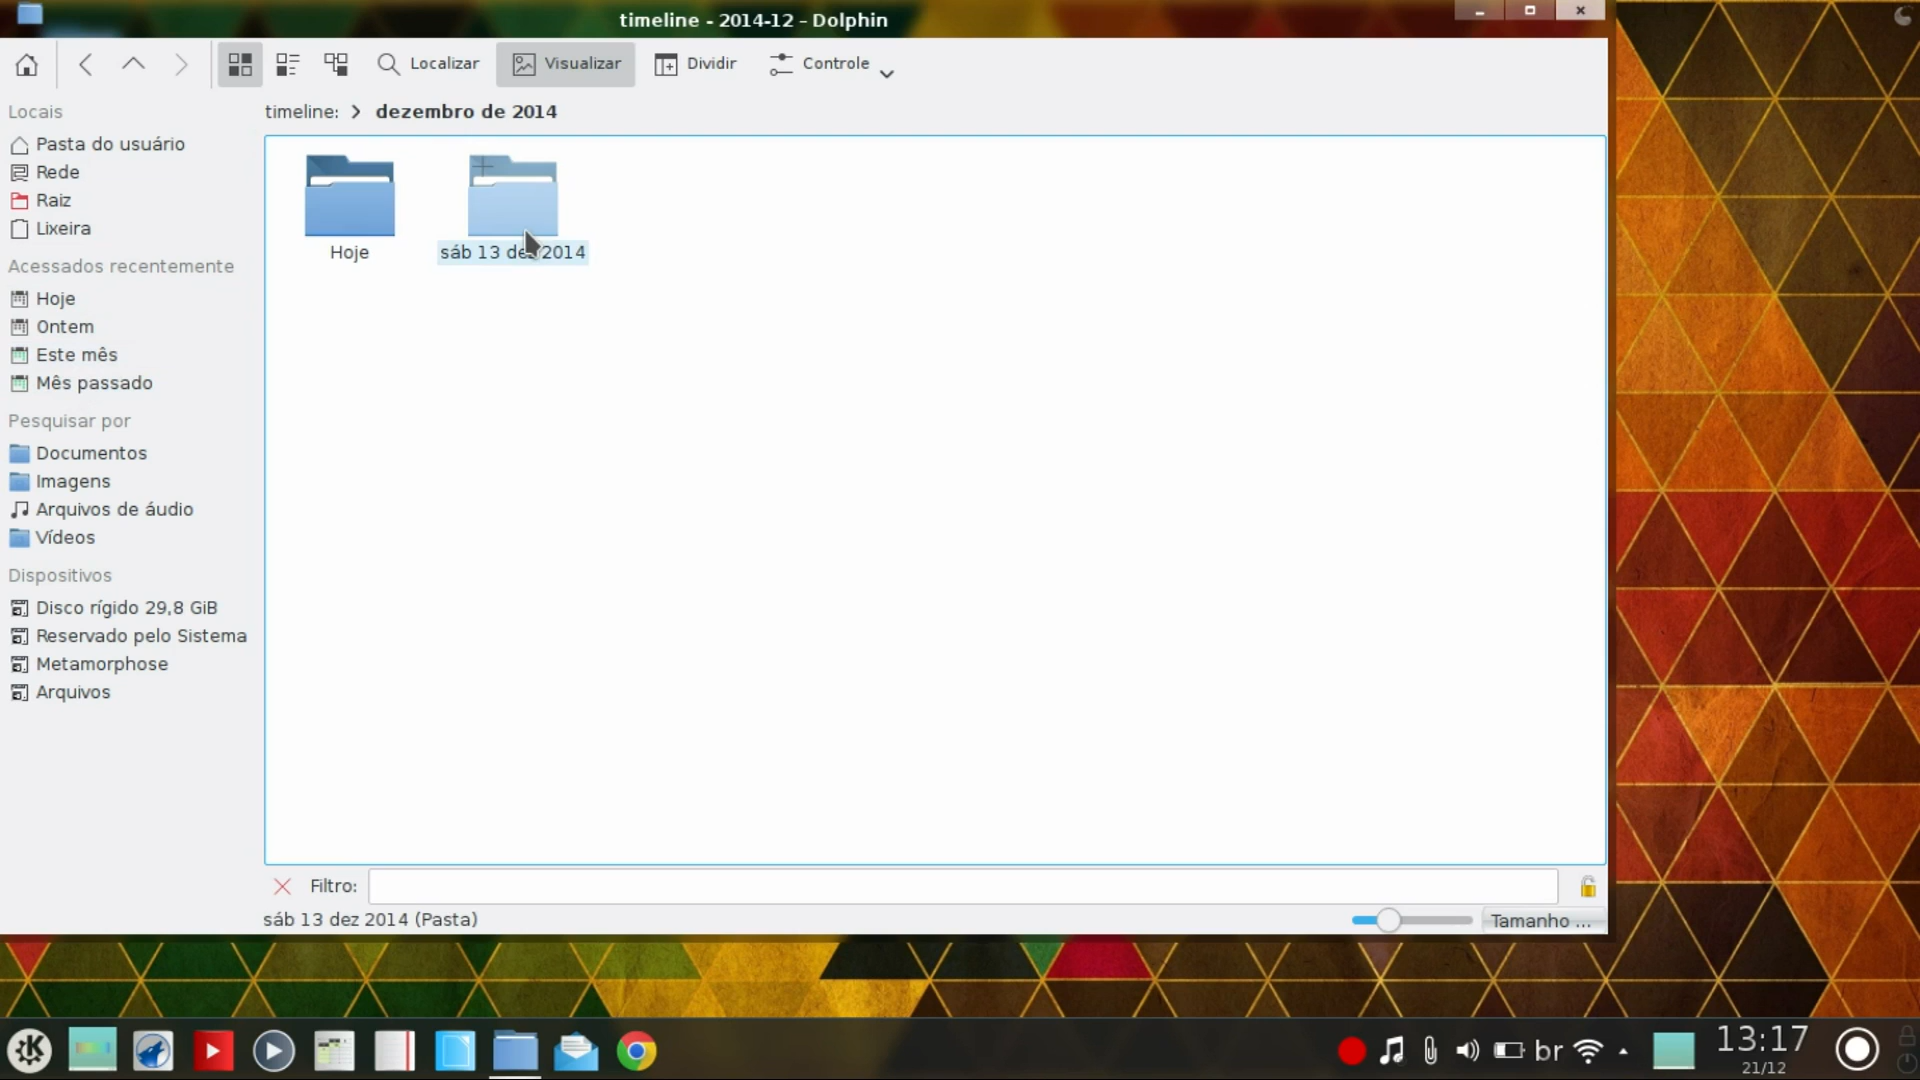 timeline - 2014-12 – Dolphin
Localizar
Visualizar
Dividir
Controle
Locais
timeline: > dezembro de 2014
Pasta do usuário
Rede
Raiz
Lixeira
Acessados recentemente
Hoje
Ontem
Este mês
Mês passado
Pesquisar por
Documentos
Imagens
Arquivos de áudio
Vídeos
Dispositivos
Disco rígido 29,8 GiB
Reservado pelo Sistema
Metamorphose
Arquivos
Hoje
sáb 13 dez 2014
Filtro:
sáb 13 dez 2014 (Pasta)
Tamanho ...
br
13:17
21/12